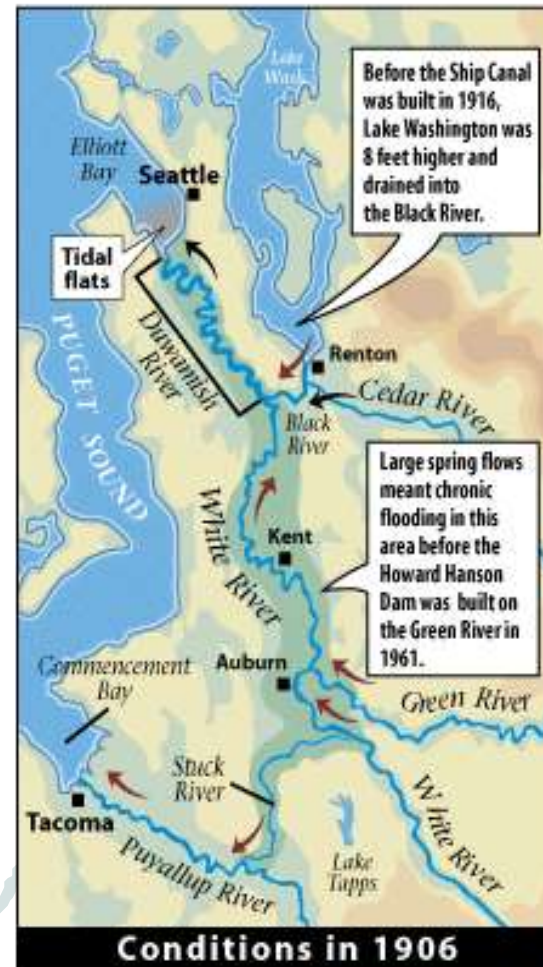 Lake
Wash.
Before the Ship Canal
was built in 1916,
Lake Washington was
8 feet higher and
drained into
the Black River.
Elliott
Bay
Seattle
Tidal
flats
Duwamish
River
PUGET SOUND
Renton
Cedar River
Black
River
Large spring flows
meant chronic
flooding in this
area before the
Howard Hanson
Dam was built on
the Green River in
1961.
White River
Kent
Commencement
Bay
Auburn
Green River
Stuck
River
White River
Tacoma
Puyallup River
Lake
Tapps
Conditions in 1906